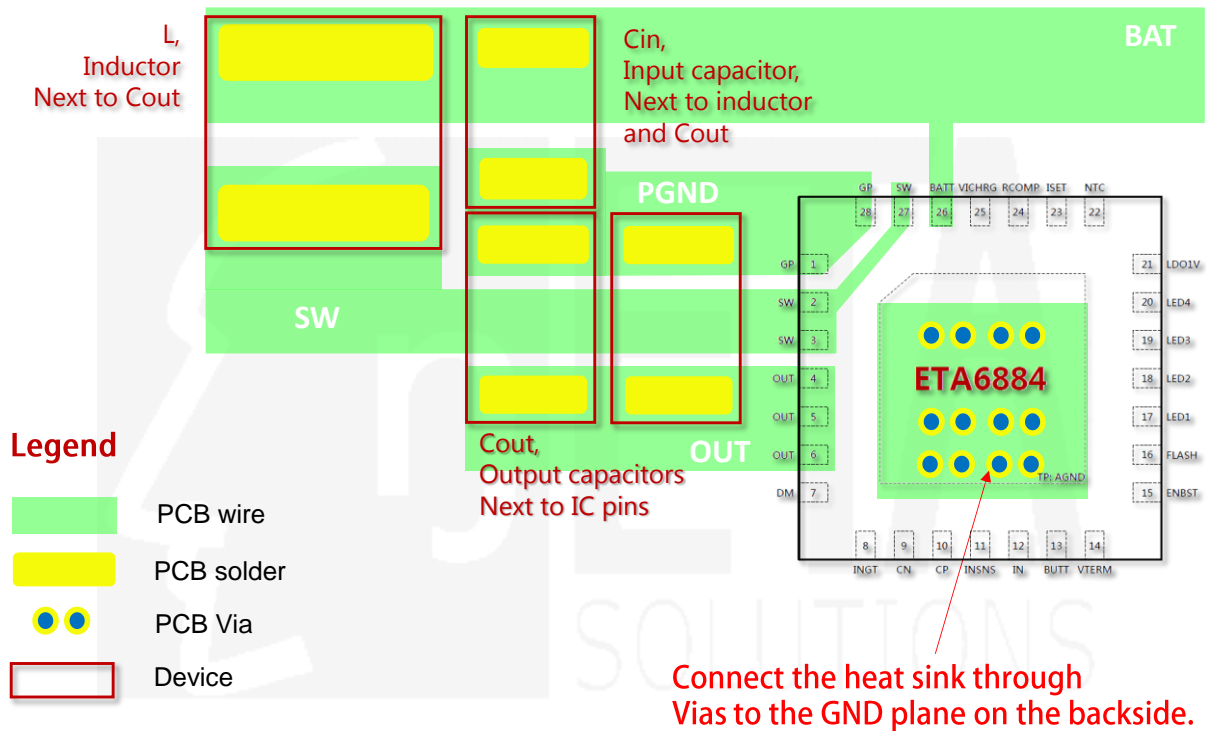 L,
Inductor
Next to Cout
Cin,
Input capacitor,
Next to inductor
and Cout
BAT
PGND
SW
OUT
Cout,
Output capacitors
Next to IC pins
GP SW BATT VICHRG RCOMP ISET NTC
28 27 26 25 24 23 22
GP 1
SW 2
SW 3
OUT 4
OUT 5
OUT 6
DM 7
21 LDO1V
20 LED4
19 LED3
18 LED2
17 LED1
16 FLASH
15 ENBST
ETA6884
TP: AGND
8 9 10 11 12 13 14
INGT CN CP INSNS IN BUTT VTERM
Legend
PCB wire
PCB solder
PCB Via
Device
ETA
SOLUTIONS
Connect the heat sink through
Vias to the GND plane on the backside.